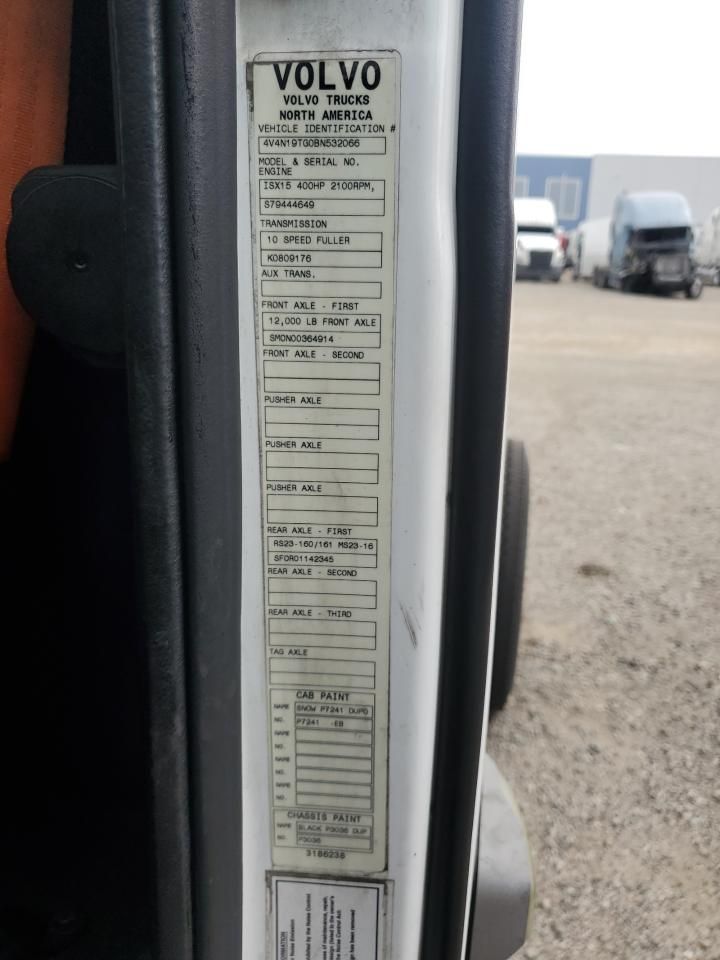 VOLVO
VOLVO TRUCKS
NORTH AMERICA
VEHICLE IDENTIFICATION #
4V4N19TG0BN532066
MODEL & SERIAL NO.
ENGINE
ISX15 400HP 2100RPM,
S79444649
TRANSMISSION
10 SPEED FULLER
K0809176
AUX TRANS.
FRONT AXLE - FIRST
12,000 LB FRONT AXLE
SMON00364914
FRONT AXLE - SECOND
PUSHER AXLE
PUSHER AXLE
PUSHER AXLE
REAR AXLE - FIRST
RS23-160/161 MS23-16
SFOR01142345
REAR AXLE - SECOND
REAR AXLE - THIRD
TAG AXLE
CAB PAINT
NAME SNOW P7241 DUPO
NO. P7241 -EB
NAME
NO.
NAME
NO.
NAME
NO.
CHASSIS PAINT
NAME BLACK P3036 DUP
NO. P3036
3186238